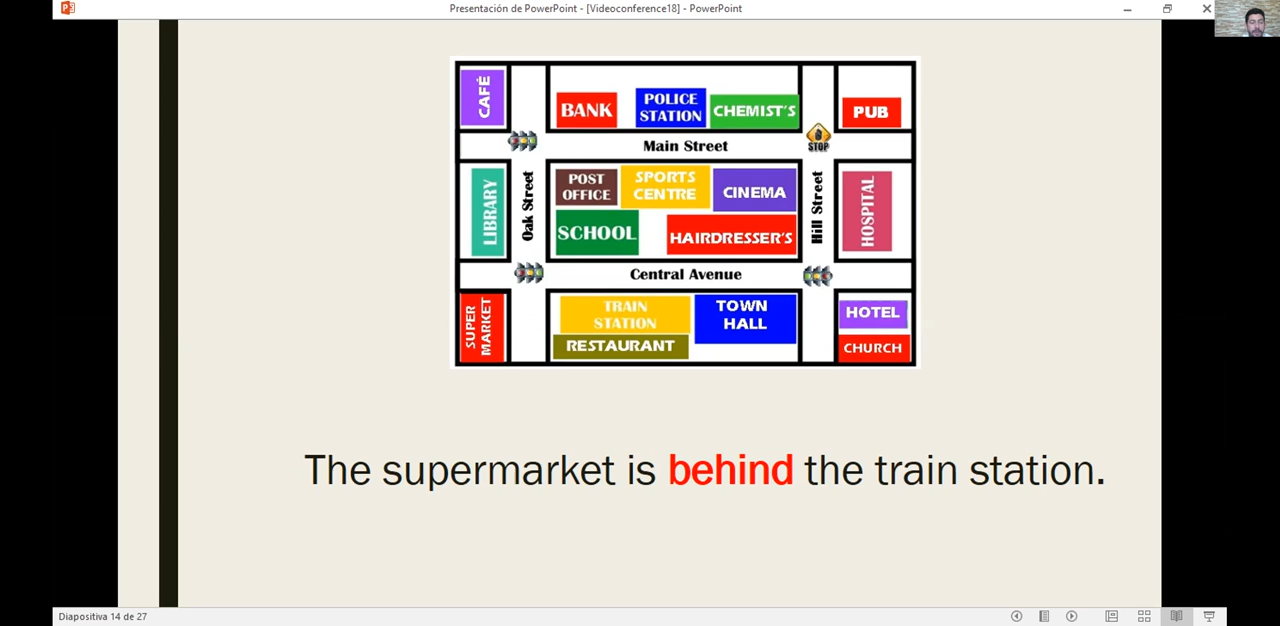 Presentación de PowerPoint - [Videoconference18] - PowerPoint
CAFÉ
BANK
POLICE
STATION
CHEMIST'S
PUB
STOP
Main Street
LIBRARY
Oak Street
POST
OFFICE
SPORTS
CENTRE
CINEMA
SCHOOL
HAIRDRESSER'S
Hill Street
HOSPITAL
Central Avenue
SUPER
MARKET
TRAIN
STATION
TOWN
HALL
RESTAURANT
HOTEL
CHURCH
The supermarket is behind the train station.
Diapositiva 14 de 27